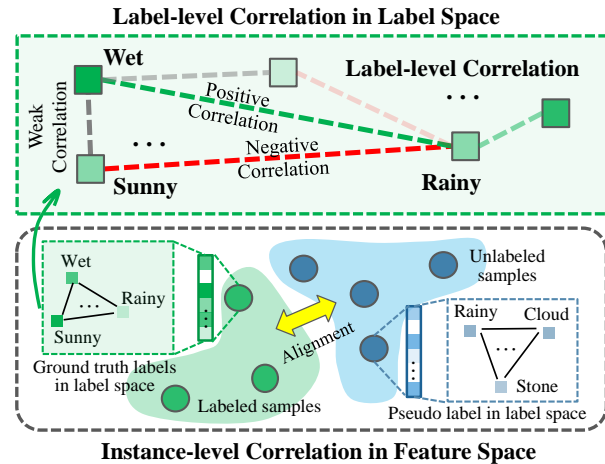 Label-level Correlation in Label Space
Wet
Label-level Correlation
Weak
Correlation
Positive
Correlation
...
...
Negative
Correlation
Sunny
Rainy
Wet
...
Rainy
Sunny
Ground truth labels
in label space
Labeled samples
Alignment
Unlabeled
samples
Rainy
Cloud
...
Stone
Pseudo label in label space
Instance-level Correlation in Feature Space